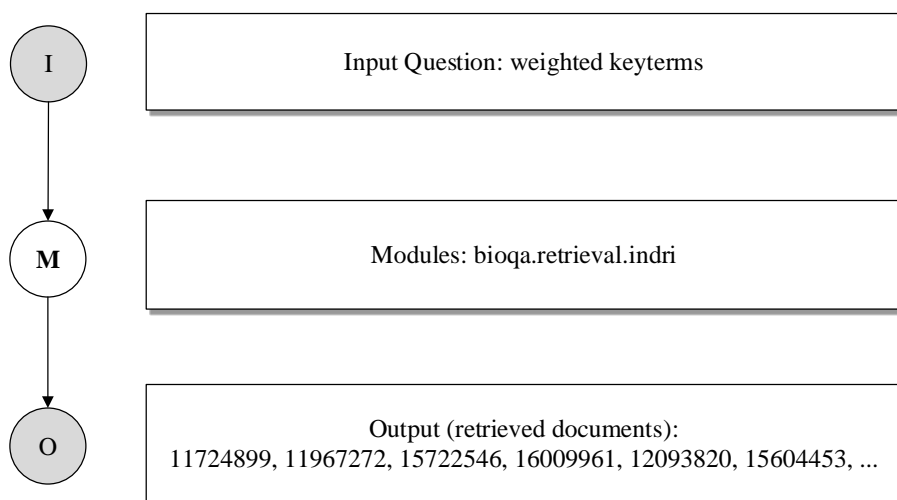 I
Input Question: weighted keyterms
M
Modules: bioqa.retrieval.indri
O
Output (retrieved documents):
11724899, 11967272, 15722546, 16009961, 12093820, 15604453, ...